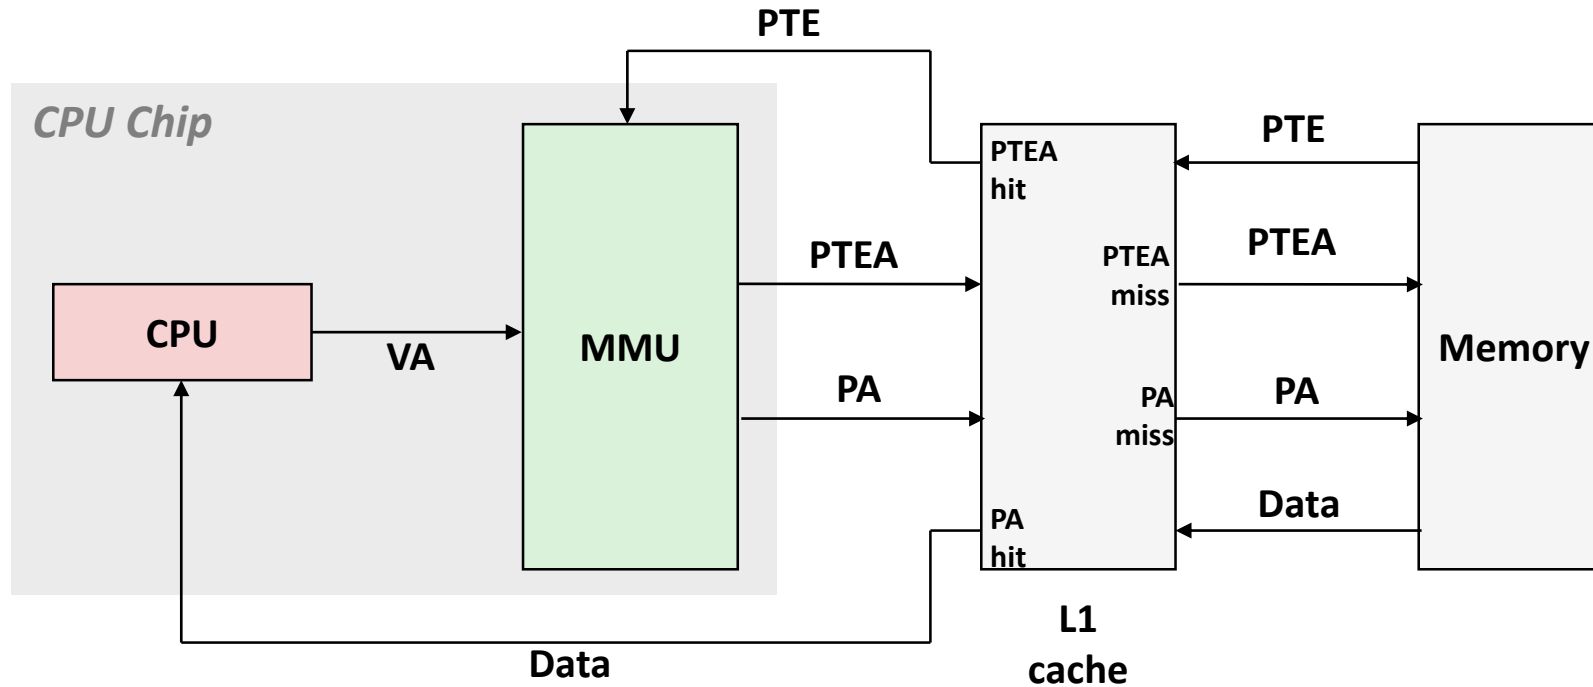 PTE
CPU Chip
PTE
PTEA
hit
PTEA
PTEA
PTEA
miss
CPU
VA
MMU
Memory
PA
PA
PA
miss
Data
PA
hit
L1
cache
Data